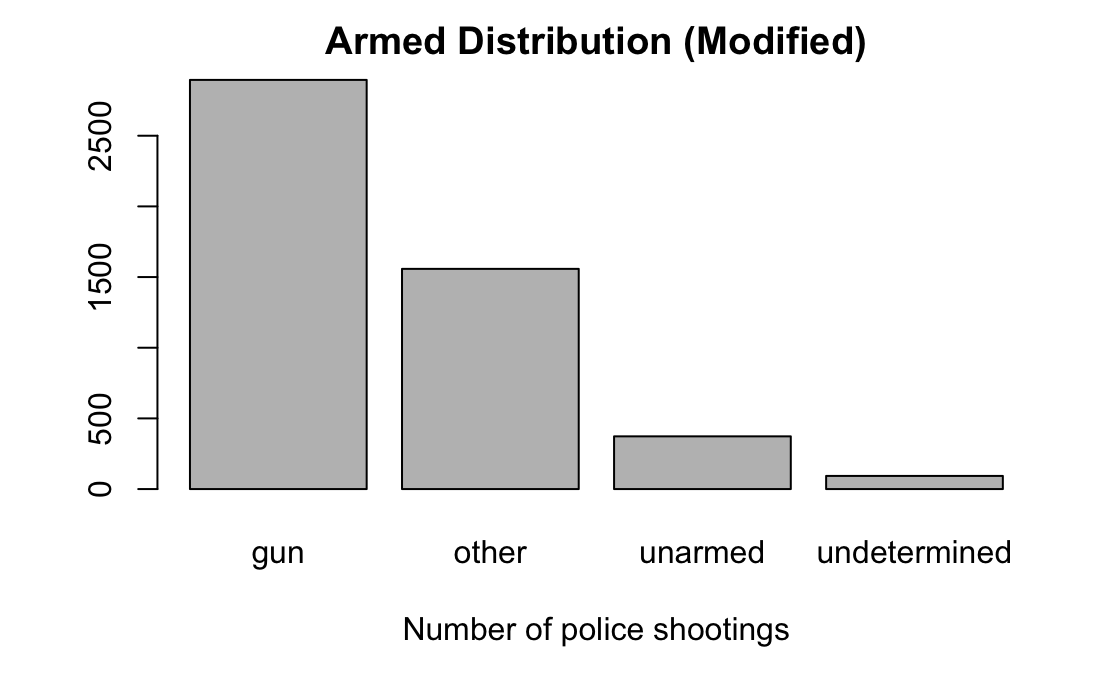 Armed Distribution (Modified)
2500
1500
500
0
gun other unarmed undetermined
Number of police shootings